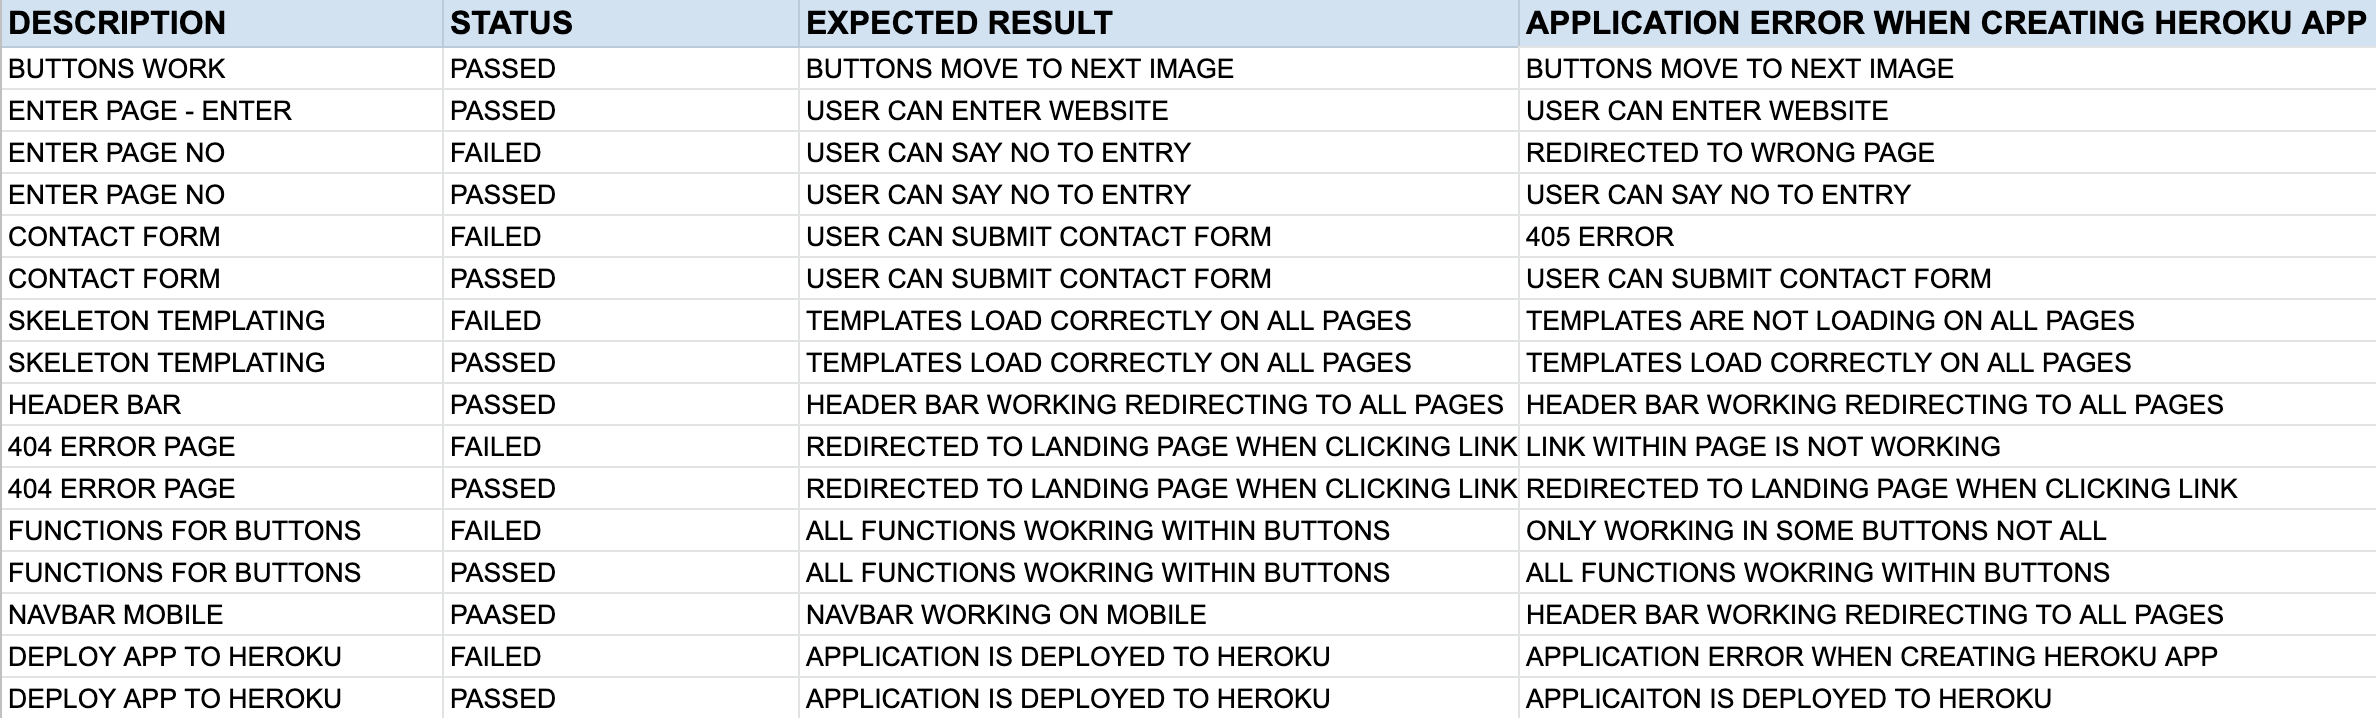 DESCRIPTION STATUS EXPECTED RESULT APPLICATION ERROR WHEN CREATING HEROKU APP
BUTTONS WORK PASSED BUTTONS MOVE TO NEXT IMAGE BUTTONS MOVE TO NEXT IMAGE
ENTER PAGE - ENTER PASSED USER CAN ENTER WEBSITE USER CAN ENTER WEBSITE
ENTER PAGE NO FAILED USER CAN SAY NO TO ENTRY REDIRECTED TO WRONG PAGE
ENTER PAGE NO PASSED USER CAN SAY NO TO ENTRY USER CAN SAY NO TO ENTRY
CONTACT FORM FAILED USER CAN SUBMIT CONTACT FORM 405 ERROR
CONTACT FORM PASSED USER CAN SUBMIT CONTACT FORM USER CAN SUBMIT CONTACT FORM
SKELETON TEMPLATING FAILED TEMPLATES LOAD CORRECTLY ON ALL PAGES TEMPLATES ARE NOT LOADING ON ALL PAGES
SKELETON TEMPLATING PASSED TEMPLATES LOAD CORRECTLY ON ALL PAGES TEMPLATES LOAD CORRECTLY ON ALL PAGES
HEADER BAR PASSED HEADER BAR WORKING REDIRECTING TO ALL PAGES HEADER BAR WORKING REDIRECTING TO ALL PAGES
404 ERROR PAGE FAILED REDIRECTED TO LANDING PAGE WHEN CLICKING LINK LINK WITHIN PAGE IS NOT WORKING
404 ERROR PAGE PASSED REDIRECTED TO LANDING PAGE WHEN CLICKING LINK REDIRECTED TO LANDING PAGE WHEN CLICKING LINK
FUNCTIONS FOR BUTTONS FAILED ALL FUNCTIONS WOKRING WITHIN BUTTONS ONLY WORKING IN SOME BUTTONS NOT ALL
FUNCTIONS FOR BUTTONS PASSED ALL FUNCTIONS WOKRING WITHIN BUTTONS ALL FUNCTIONS WOKRING WITHIN BUTTONS
NAVBAR MOBILE PAASED NAVBAR WORKING ON MOBILE HEADER BAR WORKING REDIRECTING TO ALL PAGES
DEPLOY APP TO HEROKU FAILED APPLICATION IS DEPLOYED TO HEROKU APPLICATION ERROR WHEN CREATING HEROKU APP
DEPLOY APP TO HEROKU PASSED APPLICATION IS DEPLOYED TO HEROKU APPLICAITON IS DEPLOYED TO HEROKU